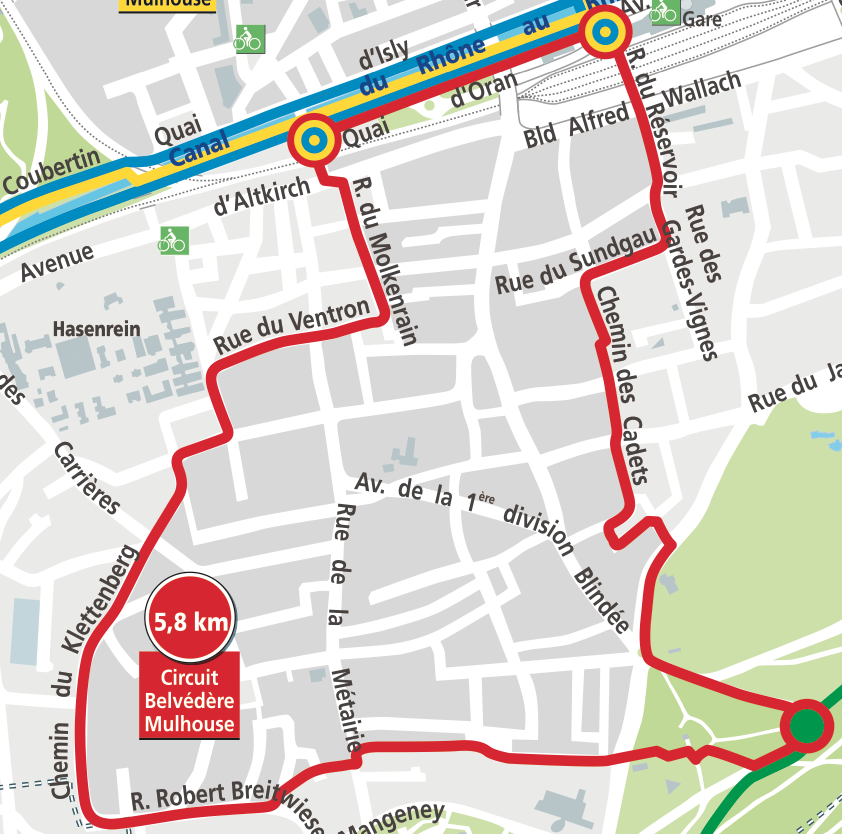 Mulhouse
Av.
Gare
d'Isly
Quai
Canal du Rhône au Rh
Quai d'Oran
Coubertin
Bld Alfred Wallach
R. du Réservoir
Avenue d'Altkirch
R. du Molkenrain
Rue des
Gardes-Vignes
Rue du Sundgau
Hasenrein
Rue du Ventron
Chemin des Cadets
des Carrières
Rue du Ja
Av. de la 1ère division Blindée
Rue de la Métairie
Chemin du Klettenberg
5,8 km
Circuit
Belvédère
Mulhouse
R. Robert Breitwieser
Mangeney